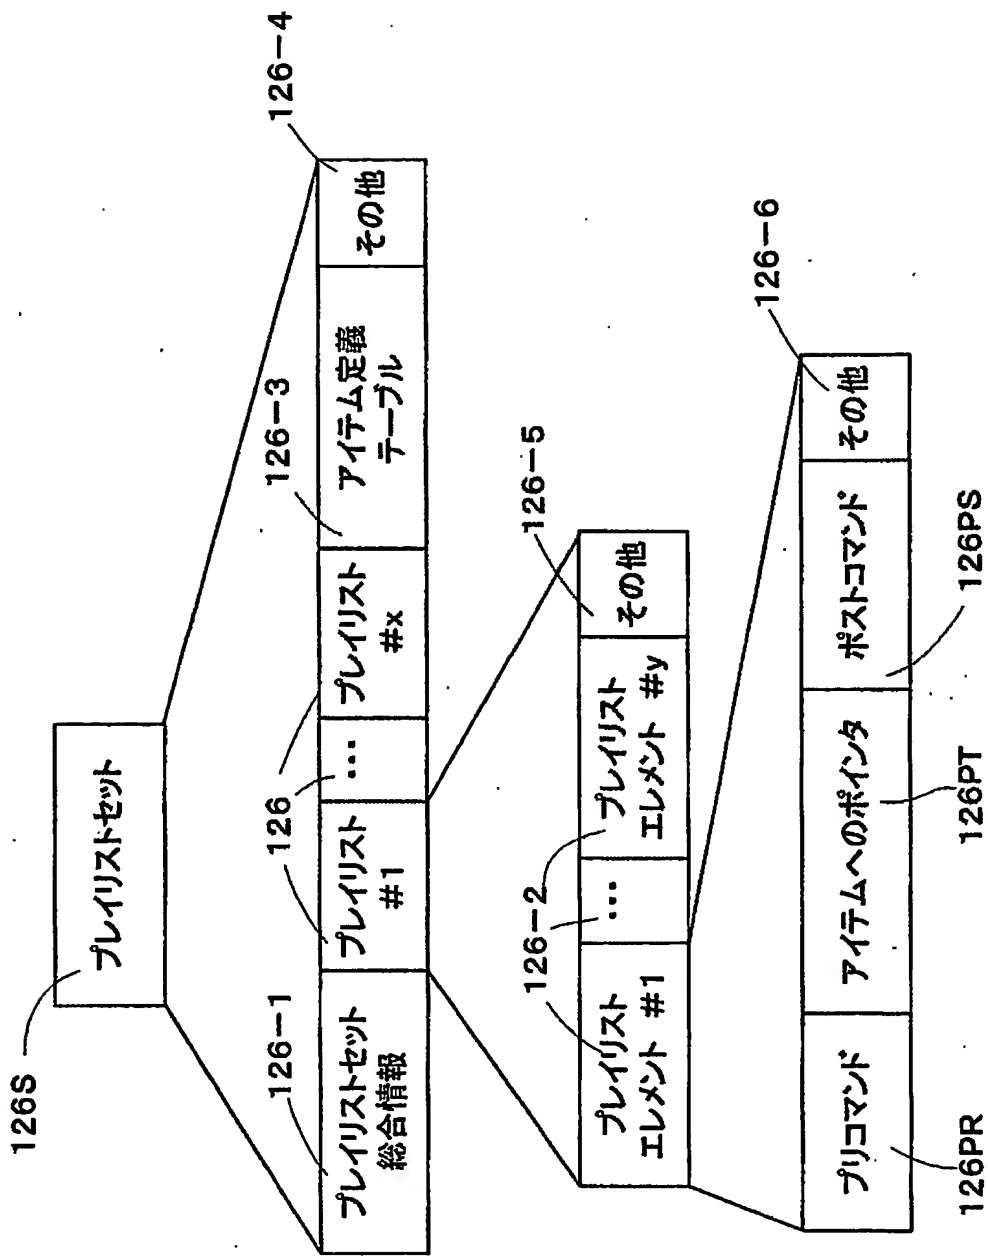 126S
プレイリストセット
126-1
126
126-3
126-4
プレイリストセット
総合情報
プレイリスト
#1
...
プレイリスト
#x
アイテム定義
テーブル
その他
126-2
126-5
プレイリスト
エレメント #1
...
プレイリスト
エレメント #y
その他
126-6
プリコマンド
アイテムへのポインタ
ポストコマンド
その他
126PR
126PT
126PS